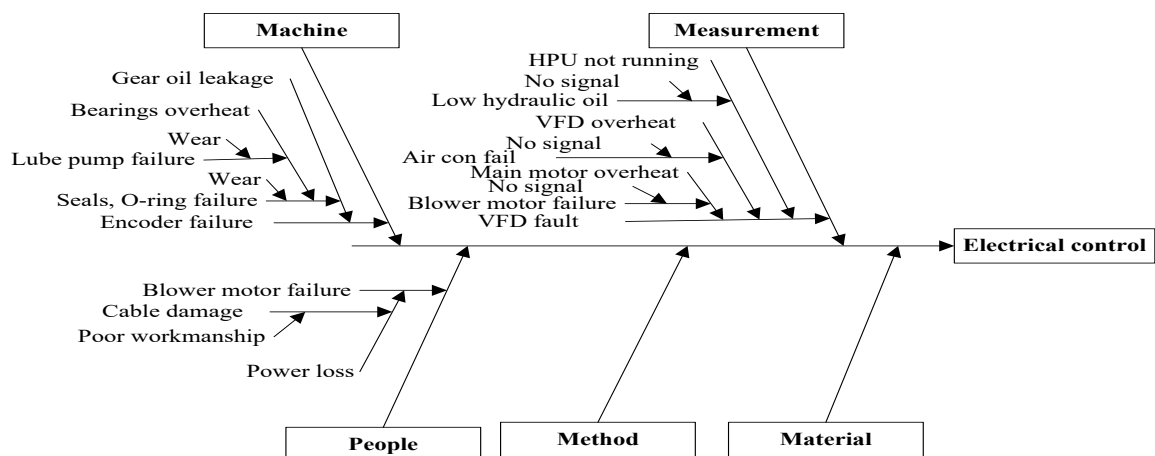 Machine
Measurement
HPU not running
Gear oil leakage
No signal
Low hydraulic oil
Bearings overheat
VFD overheat
Wear
No signal
Lube pump failure
Air con fail
Main motor overheat
Wear
No signal
Seals, O-ring failure
Blower motor failure
Encoder failure
VFD fault
Electrical control
Blower motor failure
Cable damage
Poor workmanship
Power loss
People
Method
Material